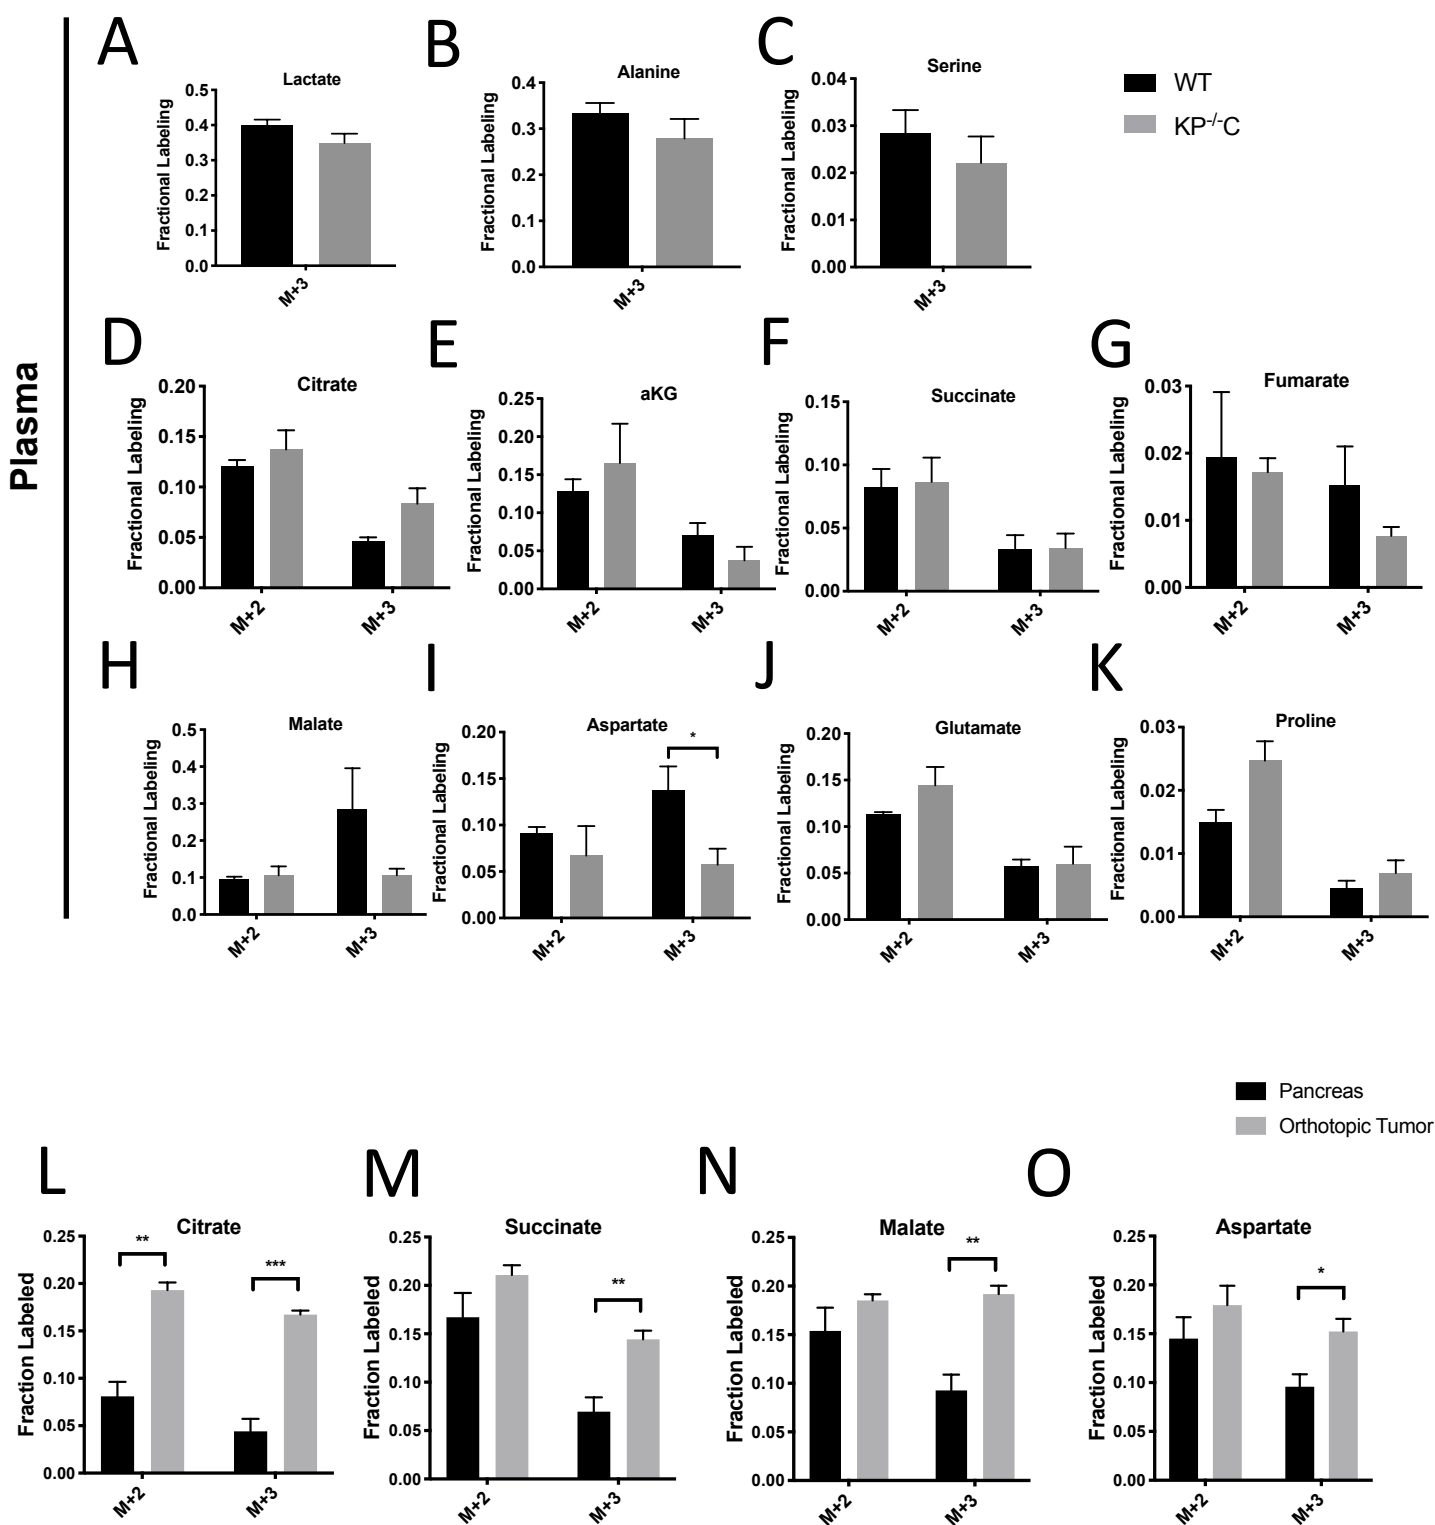 A
Lactate
Fractional Labeling
0.5
0.4
0.3
0.2
0.1
0.0
M+3
B
Alanine
Fractional Labeling
0.4
0.3
0.2
0.1
0.0
M+3
C
Serine
Fractional Labeling
0.04
0.03
0.02
0.01
0.00
M+3
WT
KP-/-C
Plasma
D
Citrate
Fractional Labeling
0.20
0.15
0.10
0.05
0.00
M+2
M+3
E
aKG
Fractional Labeling
0.25
0.20
0.15
0.10
0.05
0.00
M+2
M+3
F
Succinate
Fractional Labeling
0.15
0.10
0.05
0.00
M+2
M+3
G
Fumarate
Fractional Labeling
0.03
0.02
0.01
0.00
M+2
M+3
H
Malate
Fractional Labeling
0.5
0.4
0.3
0.2
0.1
0.0
M+2
M+3
I
Aspartate
Fractional Labeling
0.20
0.15
0.10
0.05
0.00
*
M+2
M+3
J
Glutamate
Fractional Labeling
0.20
0.15
0.10
0.05
0.00
M+2
M+3
K
Proline
Fractional Labeling
0.03
0.02
0.01
0.00
M+2
M+3
Pancreas
Orthotopic Tumor
L
Citrate
Fraction Labeled
0.25
0.20
0.15
0.10
0.05
0.00
**
***
M+2
M+3
M
Succinate
Fraction Labeled
0.25
0.20
0.15
0.10
0.05
0.00
**
M+2
M+3
N
Malate
Fraction Labeled
0.25
0.20
0.15
0.10
0.05
0.00
**
M+2
M+3
O
Aspartate
Fraction Labeled
0.25
0.20
0.15
0.10
0.05
0.00
*
M+2
M+3